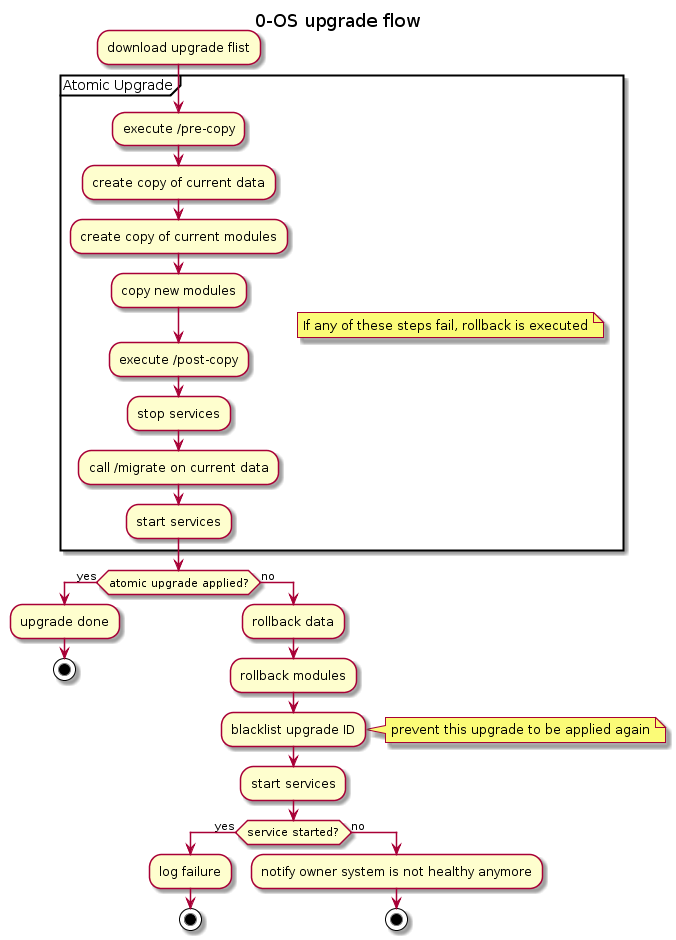 0-OS upgrade flow
download upgrade flist
Atomic Upgrade
execute /pre-copy
create copy of current data
create copy of current modules
copy new modules
If any of these steps fail, rollback is executed
execute /post-copy
stop services
call /migrate on current data
start services
yes
atomic upgrade applied?
no
upgrade done
rollback data
rollback modules
blacklist upgrade ID
prevent this upgrade to be applied again
start services
yes
service started?
no
log failure
notify owner system is not healthy anymore